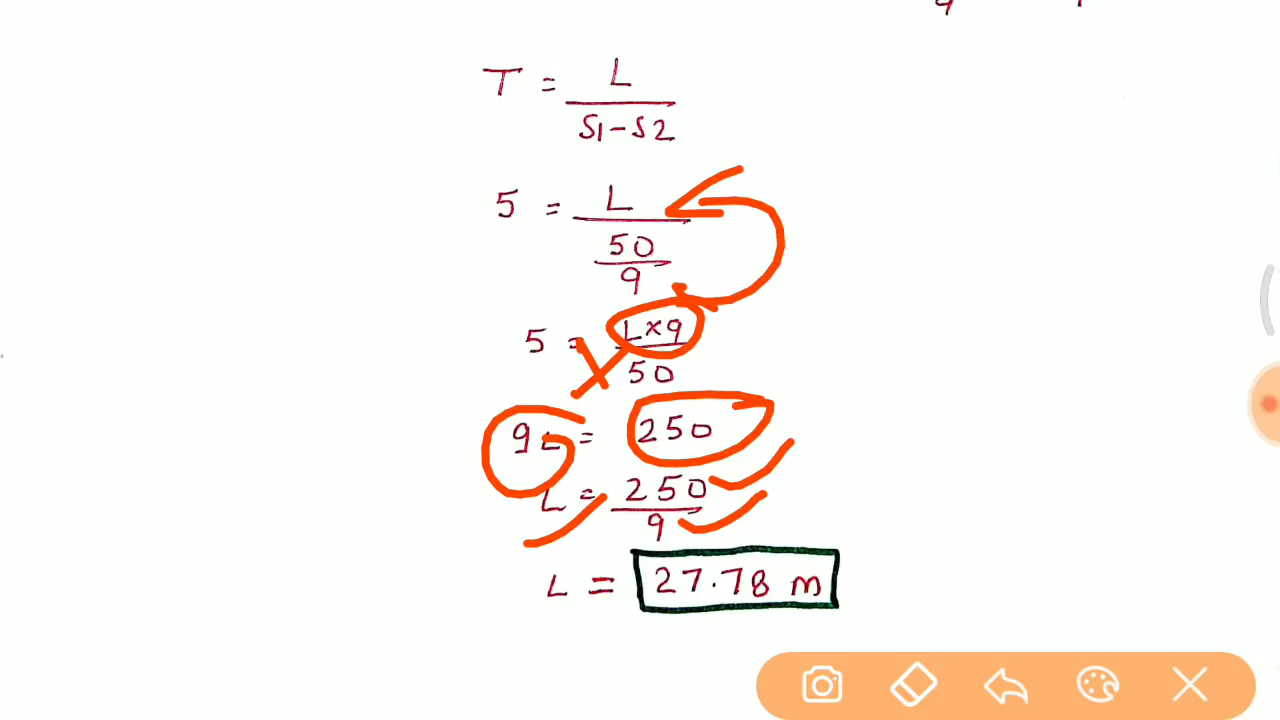 T = L
S1-S2
5 = L
50
9
5 = L×9
50
9L = 250
L = 250
9
L = 27.78 m